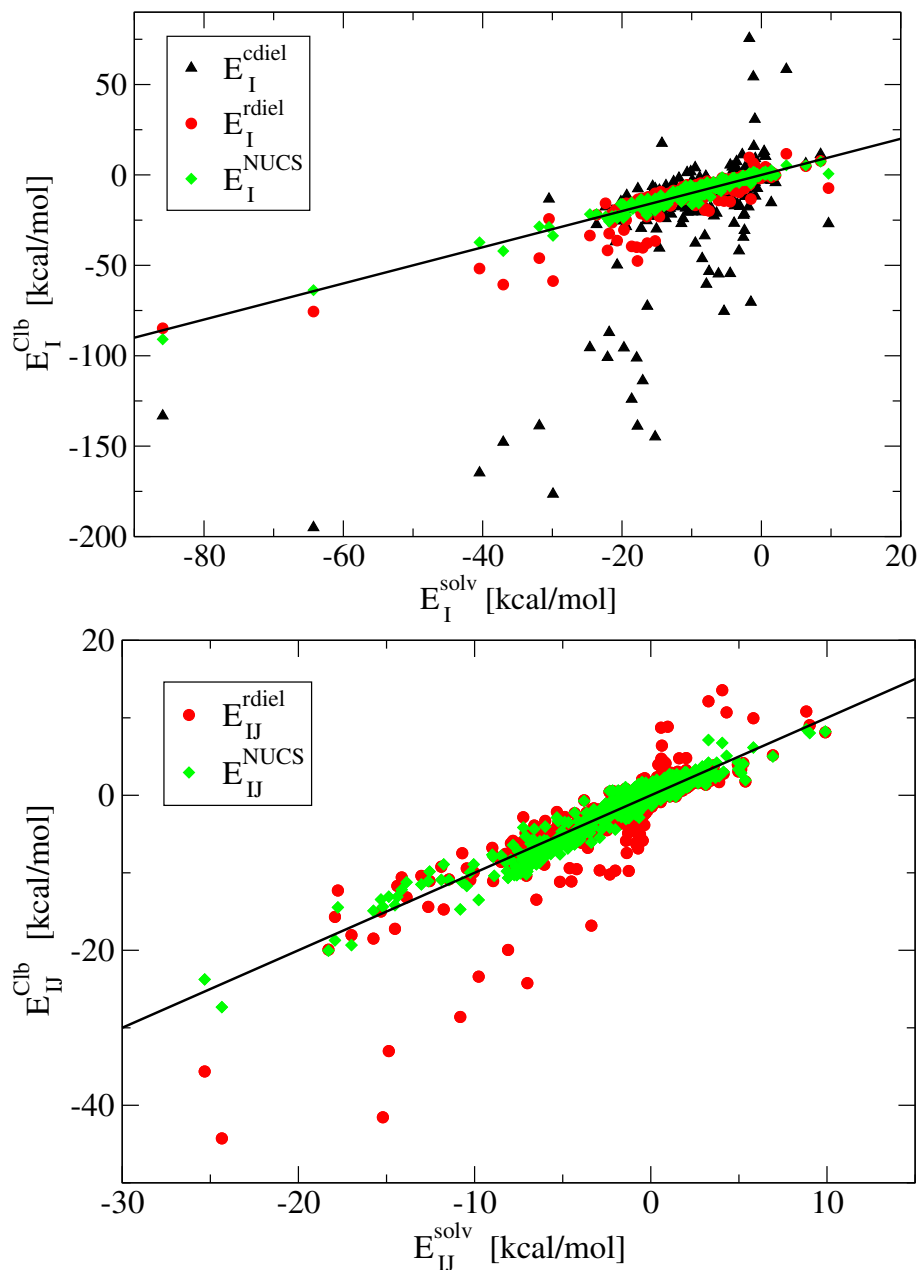 E_I^cdiel
E_I^rdiel
E_I^NUCS
50
0
-50
-100
-150
-200
E_I^Clb [kcal/mol]
-80 -60 -40 -20 0 20
E_I^solv [kcal/mol]
E_IJ^rdiel
E_IJ^NUCS
20
0
-20
-40
E_IJ^Clb [kcal/mol]
-30 -20 -10 0 10
E_IJ^solv [kcal/mol]